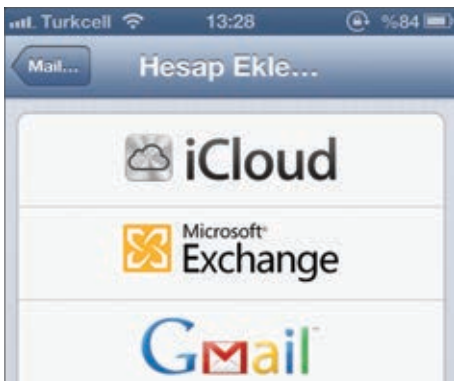 Turkcell 13:28 %84
Mail... Hesap Ekle...
iCloud
Microsoft
Exchange
Gmail